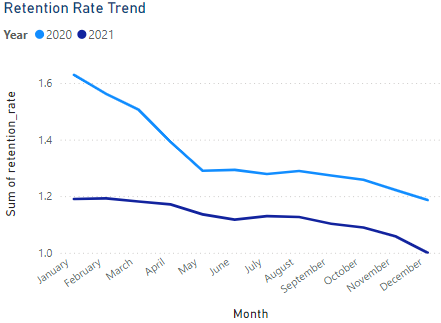 Retention Rate Trend
Year 2020 2021
Sum of retention_rate
1.6
1.4
1.2
1.0
January February March April May June July August September October November December
Month